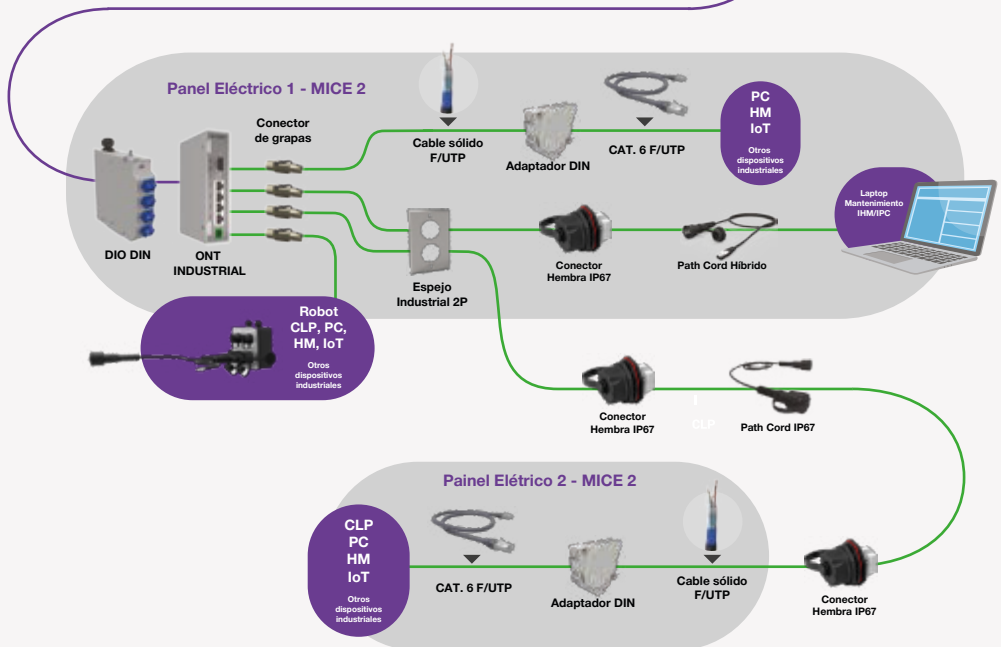 Panel Eléctrico 1 - MICE 2
Conector
de grapas
Cable sólido
F/UTP
Adaptador DIN
CAT. 6 F/UTP
PC
HM
IoT
Otros
dispositivos
industriales
DIO DIN
ONT
INDUSTRIAL
Espejo
Industrial 2P
Conector
Hembra IP67
Path Cord Híbrido
Laptop
Mantenimiento
IHM/IPC
Robot
CLP, PC,
HM, IoT
Otros
dispositivos
industriales
Conector
Hembra IP67
CLP
Path Cord IP67
Painel Elétrico 2 - MICE 2
CLP
PC
HM
IoT
Otros
dispositivos
industriales
CAT. 6 F/UTP
Adaptador DIN
Cable sólido
F/UTP
Conector
Hembra IP67